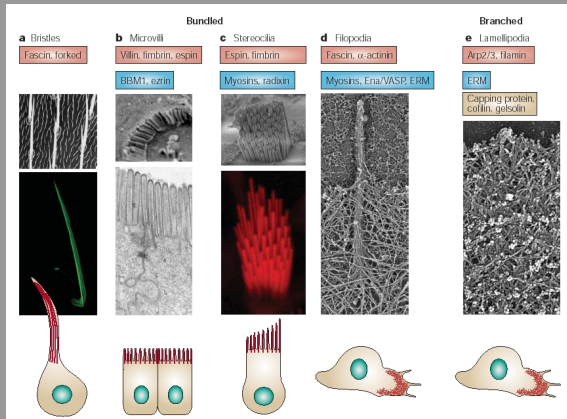 Bundled
Branched
a Bristles
Fascin, forked
b Microvilli
Villin, fimbrin, espin
BBM1, ezrin
c Stereocilia
Espin, fimbrin
Myosins, radixin
d Filopodia
Fascin, α-actinin
Myosins, Ena/VASP, ERM
e Lamellipodia
Arp2/3, filamin
ERM
Capping protein,
cofilin, gelsolin